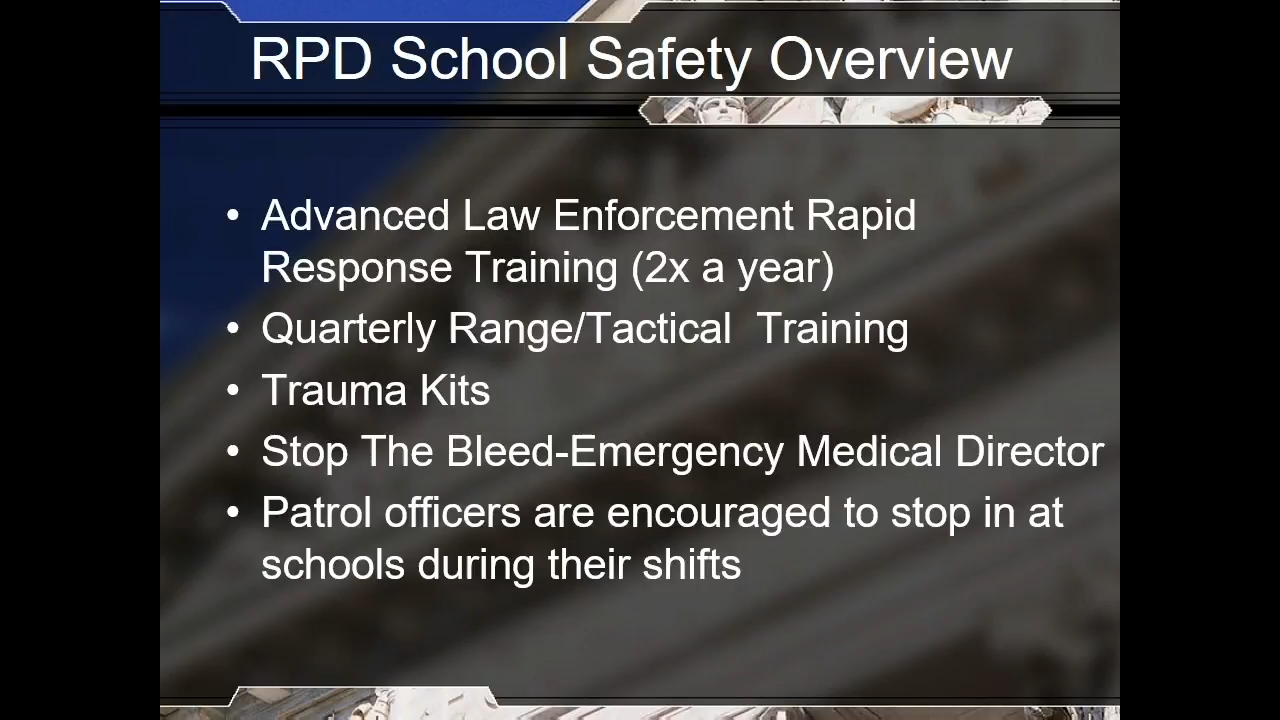 RPD School Safety Overview
• Advanced Law Enforcement Rapid
Response Training (2x a year)
• Quarterly Range/Tactical  Training
• Trauma Kits
• Stop The Bleed-Emergency Medical Director
• Patrol officers are encouraged to stop in at
schools during their shifts